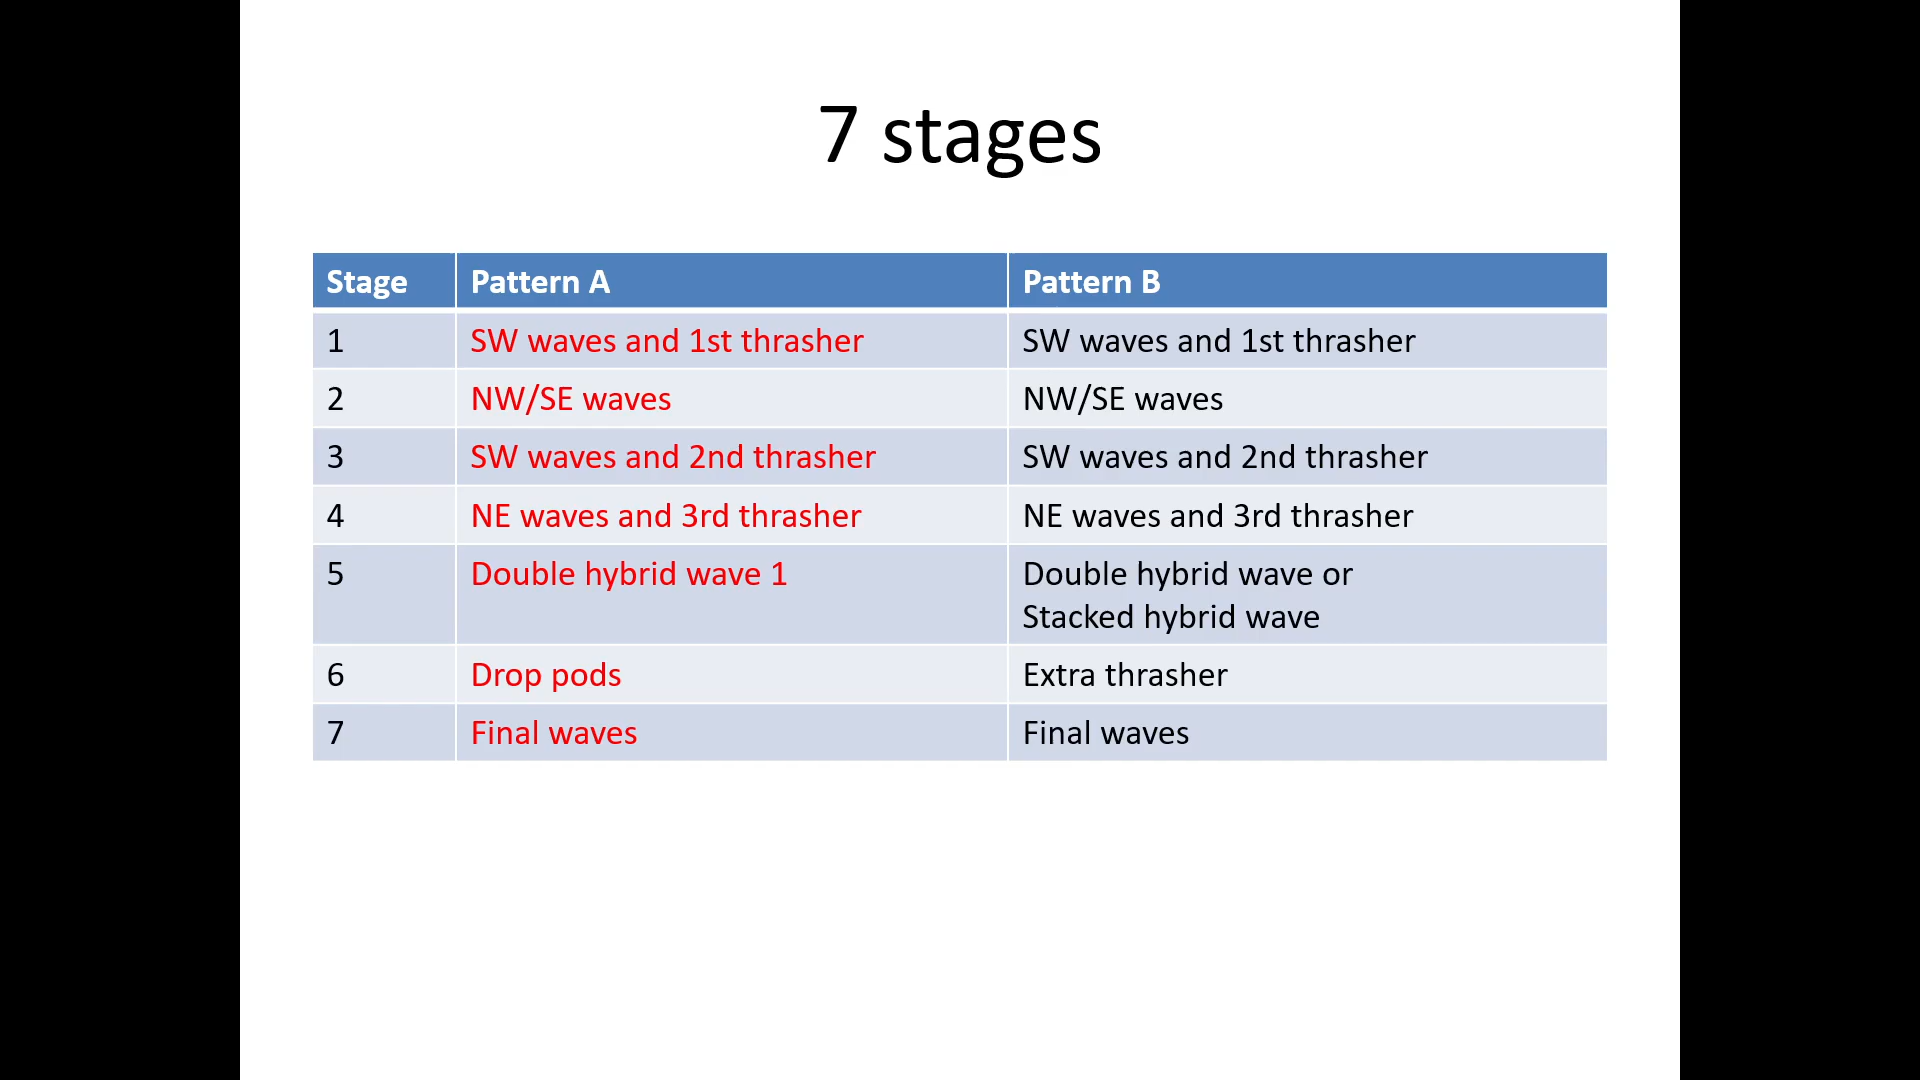 7 stages
Stage Pattern A Pattern B
1 SW waves and 1st thrasher SW waves and 1st thrasher
2 NW/SE waves NW/SE waves
3 SW waves and 2nd thrasher SW waves and 2nd thrasher
4 NE waves and 3rd thrasher NE waves and 3rd thrasher
5 Double hybrid wave 1 Double hybrid wave or
Stacked hybrid wave
6 Drop pods Extra thrasher
7 Final waves Final waves